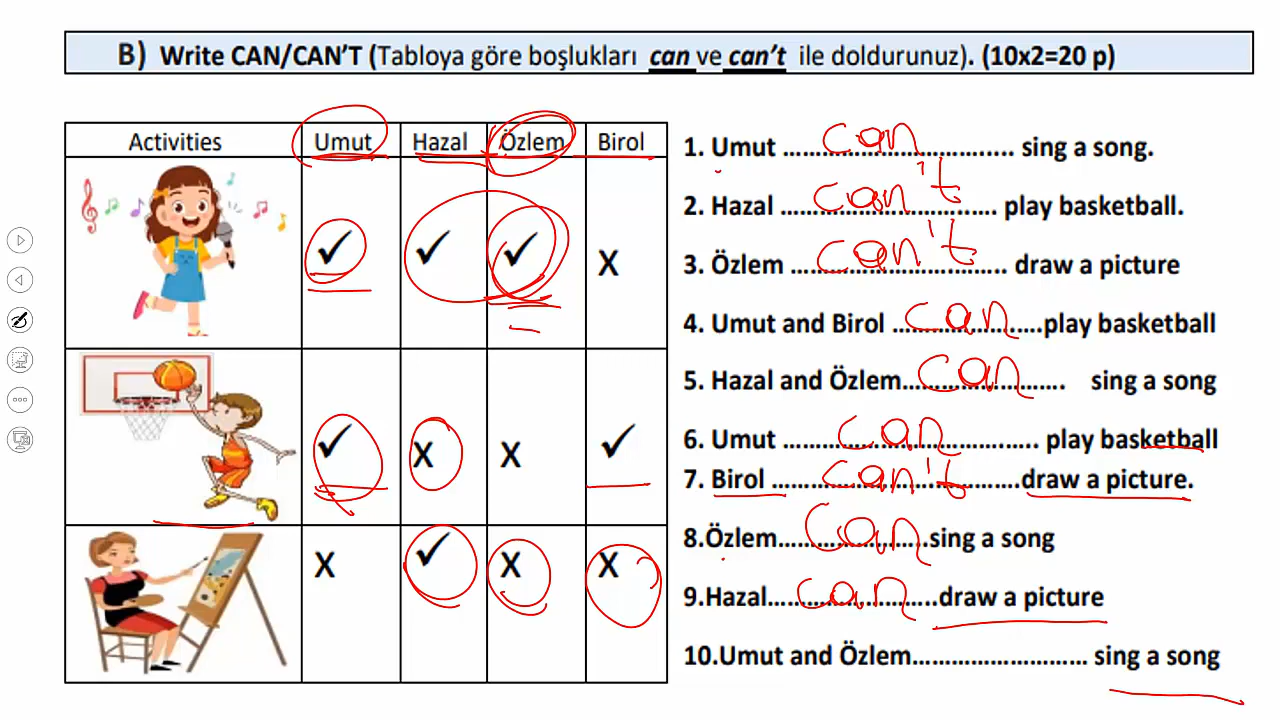 B) Write CAN/CAN'T (Tabloya göre boşlukları can ve can't ile doldurunuz). (10x2=20 p)
Activities Umut Hazal Özlem Birol
✓ ✓ ✓ X
✓ X X ✓
X ✓ X X
1. Umut ......can...... sing a song.
2. Hazal ......can't...... play basketball.
3. Özlem ......can't...... draw a picture
4. Umut and Birol ......can......play basketball
5. Hazal and Özlem......can...... sing a song
6. Umut ......can...... play basketball
7. Birol ......can't......draw a picture.
8.Özlem......can......sing a song
9.Hazal......can......draw a picture
10.Umut and Özlem........................... sing a song